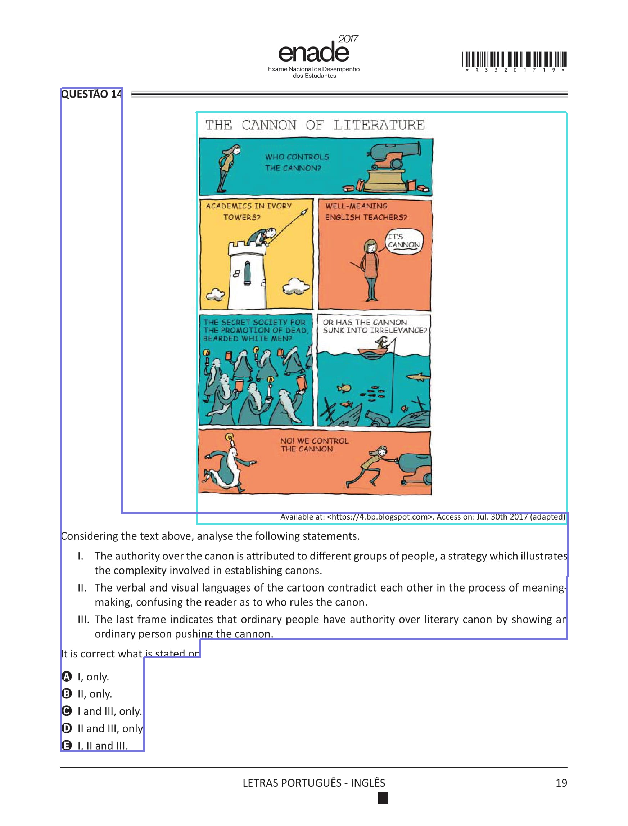 2017
enade
Exame Nacional de Desempenho
dos Estudantes
QUESTÃO 14
THE CANNON OF LITERATURE
WHO CONTROLS
THE CANNON?
ACADEMICS IN IVORY
TOWERS?
WELL-MEANING
ENGLISH TEACHERS?
IT'S
CANNON
THE SECRET SOCIETY FOR
THE PROMOTION OF DEAD,
BEARDED WHITE MEN?
OR HAS THE CANNON
SUNK INTO IRRELEVANCE?
NO! WE CONTROL
THE CANNON
Available at: <https://4.bp.blogspot.com>. Access on: Jul. 30th 2017 (adapted)
Considering the text above, analyse the following statements.
I. The authority over the canon is attributed to different groups of people, a strategy which illustrates
the complexity involved in establishing canons.
II. The verbal and visual languages of the cartoon contradict each other in the process of meaning-
making, confusing the reader as to who rules the canon.
III. The last frame indicates that ordinary people have authority over literary canon by showing an
ordinary person pushing the cannon.
It is correct what is stated on
A I, only.
B II, only.
C I and III, only.
D II and III, only
E I, II and III.
LETRAS PORTUGUÊS - INGLÊS
19